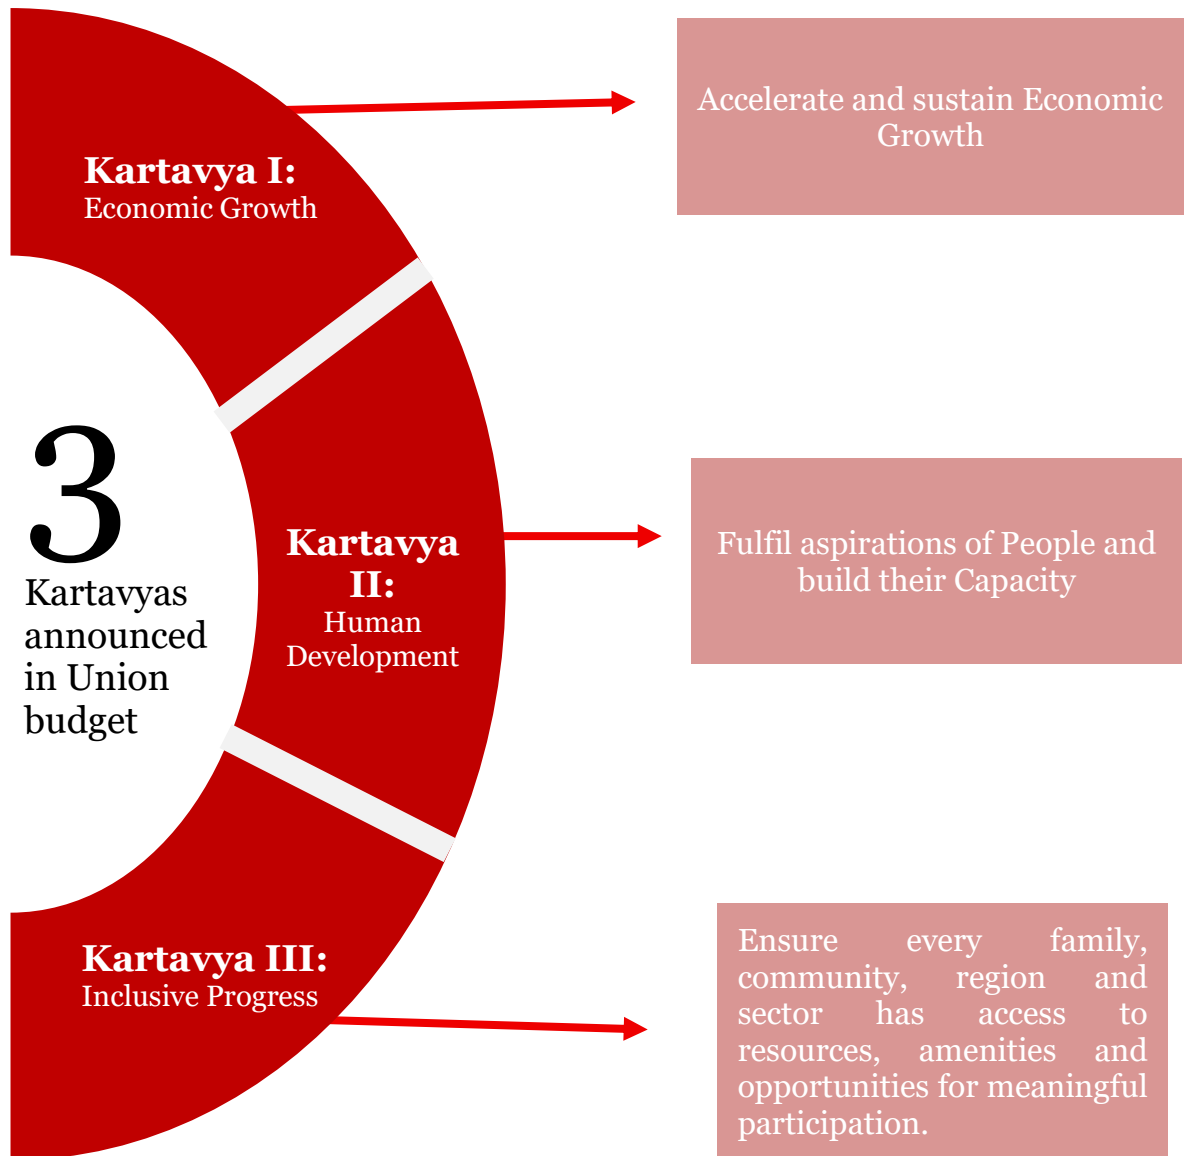 3
Kartavyas
announced
in Union
budget
Kartavya I:
Economic Growth
Accelerate and sustain Economic
Growth
Kartavya
II:
Human
Development
Fulfil aspirations of People and
build their Capacity
Kartavya III:
Inclusive Progress
Ensure every family,
community, region and
sector has access to
resources, amenities and
opportunities for meaningful
participation.